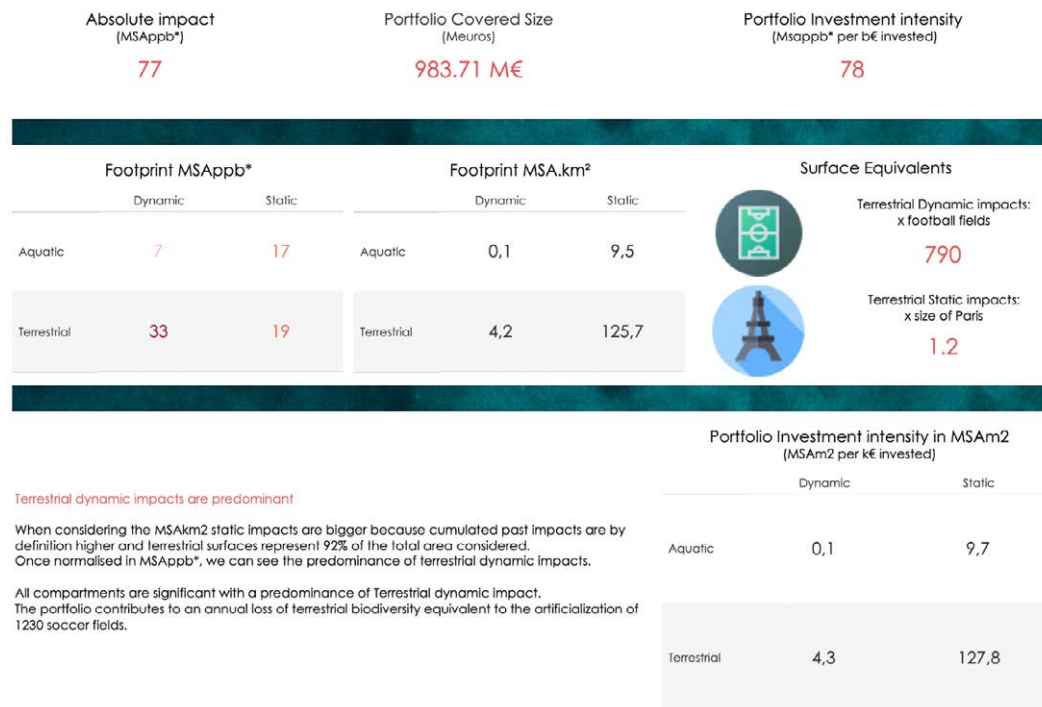 Absolute impact
(MSAppb*)
77
Portfolio Covered Size
(Meuros)
983.71 M€
Portfolio Investment intensity
(Msappb* per b€ invested)
78
Footprint MSAppb*
Dynamic Static
Aquatic 7 17
Terrestrial 33 19
Footprint MSA.km²
Dynamic Static
Aquatic 0,1 9,5
Terrestrial 4,2 125,7
Surface Equivalents
Terrestrial Dynamic impacts:
x football fields
790
Terrestrial Static impacts:
x size of Paris
1.2
Terrestrial dynamic impacts are predominant
When considering the MSAkm2 static impacts are bigger because cumulated past impacts are by
definition higher and terrestrial surfaces represent 92% of the total area considered.
Once normalised in MSAppb*, we can see the predominance of terrestrial dynamic impacts.
All compartments are significant with a predominance of Terrestrial dynamic impact.
The portfolio contributes to an annual loss of terrestrial biodiversity equivalent to the artificialization of
1230 soccer fields.
Portfolio Investment intensity in MSAm2
(MSAm2 per k€ invested)
Dynamic Static
Aquatic 0,1 9,7
Terrestrial 4,3 127,8